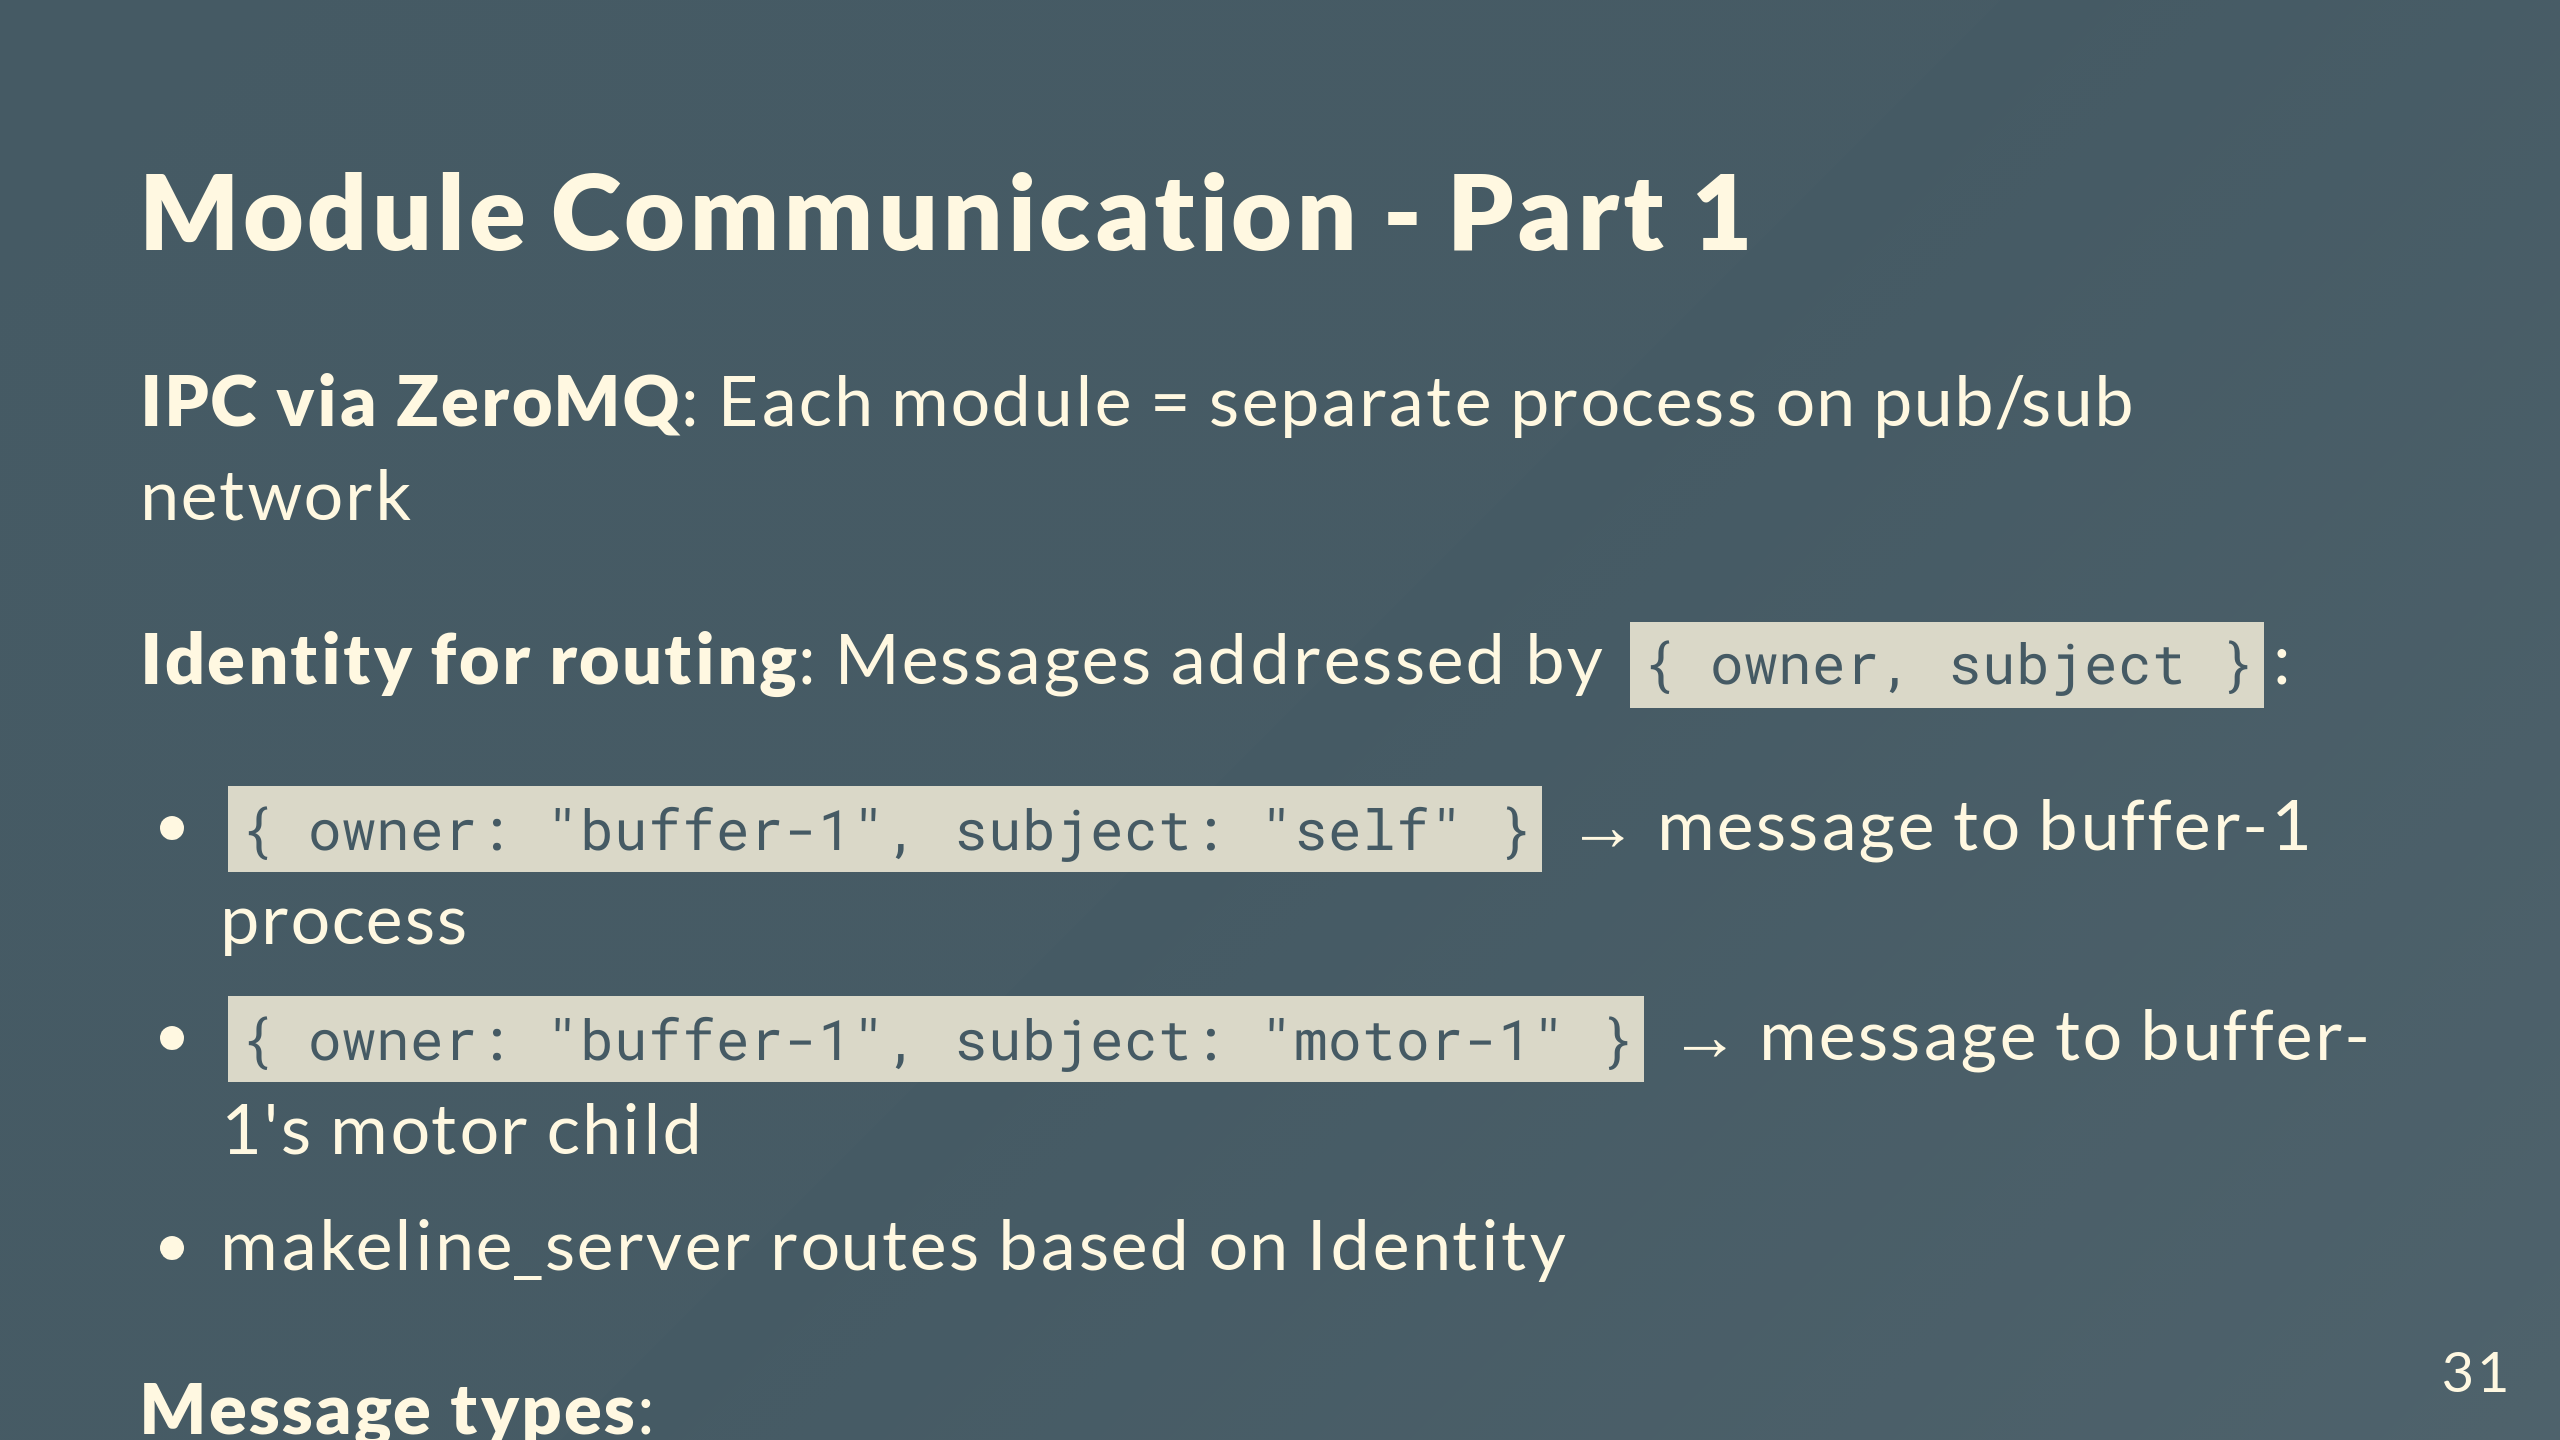 Module Communication - Part 1
IPC via ZeroMQ: Each module = separate process on pub/sub
network
Identity for routing: Messages addressed by { owner, subject }:
• { owner: "buffer-1", subject: "self" } → message to buffer-1
process
• { owner: "buffer-1", subject: "motor-1" } → message to buffer-
1's motor child
• makeline_server routes based on Identity
Message types:
31